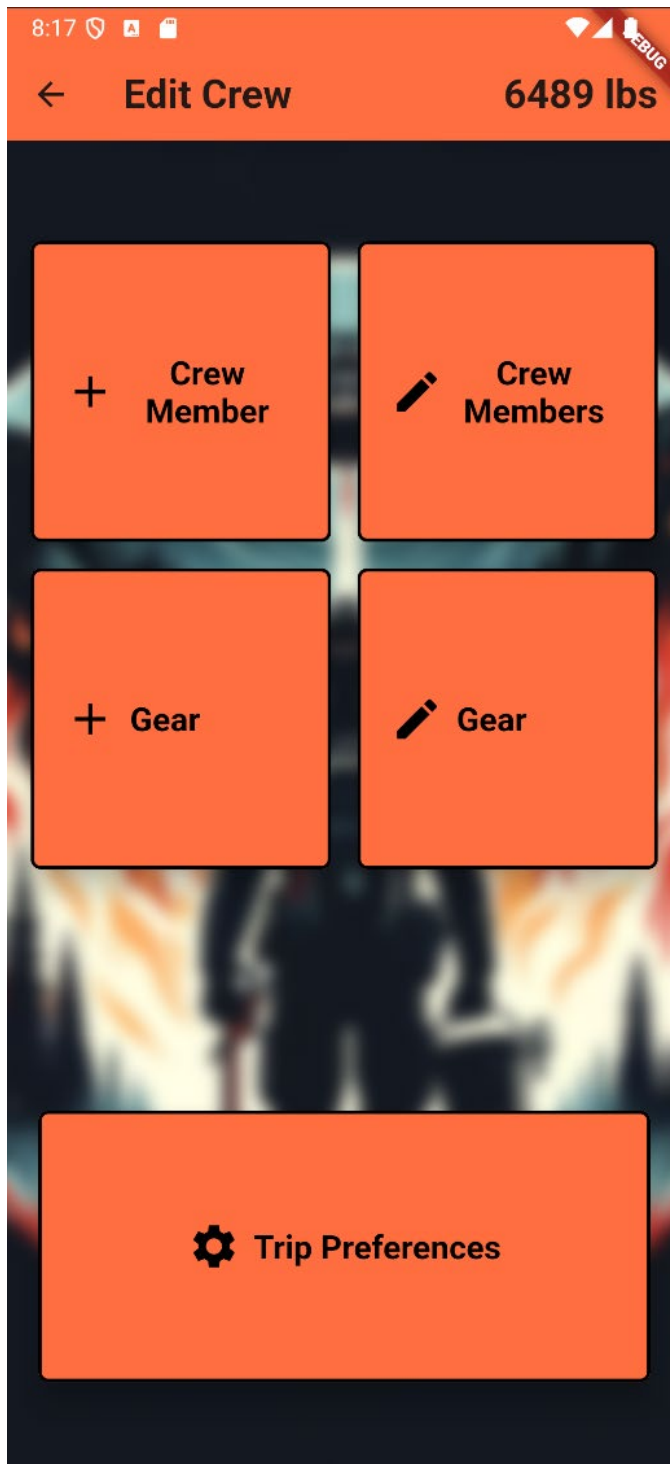 8:17
DEBUG
Edit Crew
6489 lbs
Crew
Member
Crew
Members
Gear
Gear
Trip Preferences